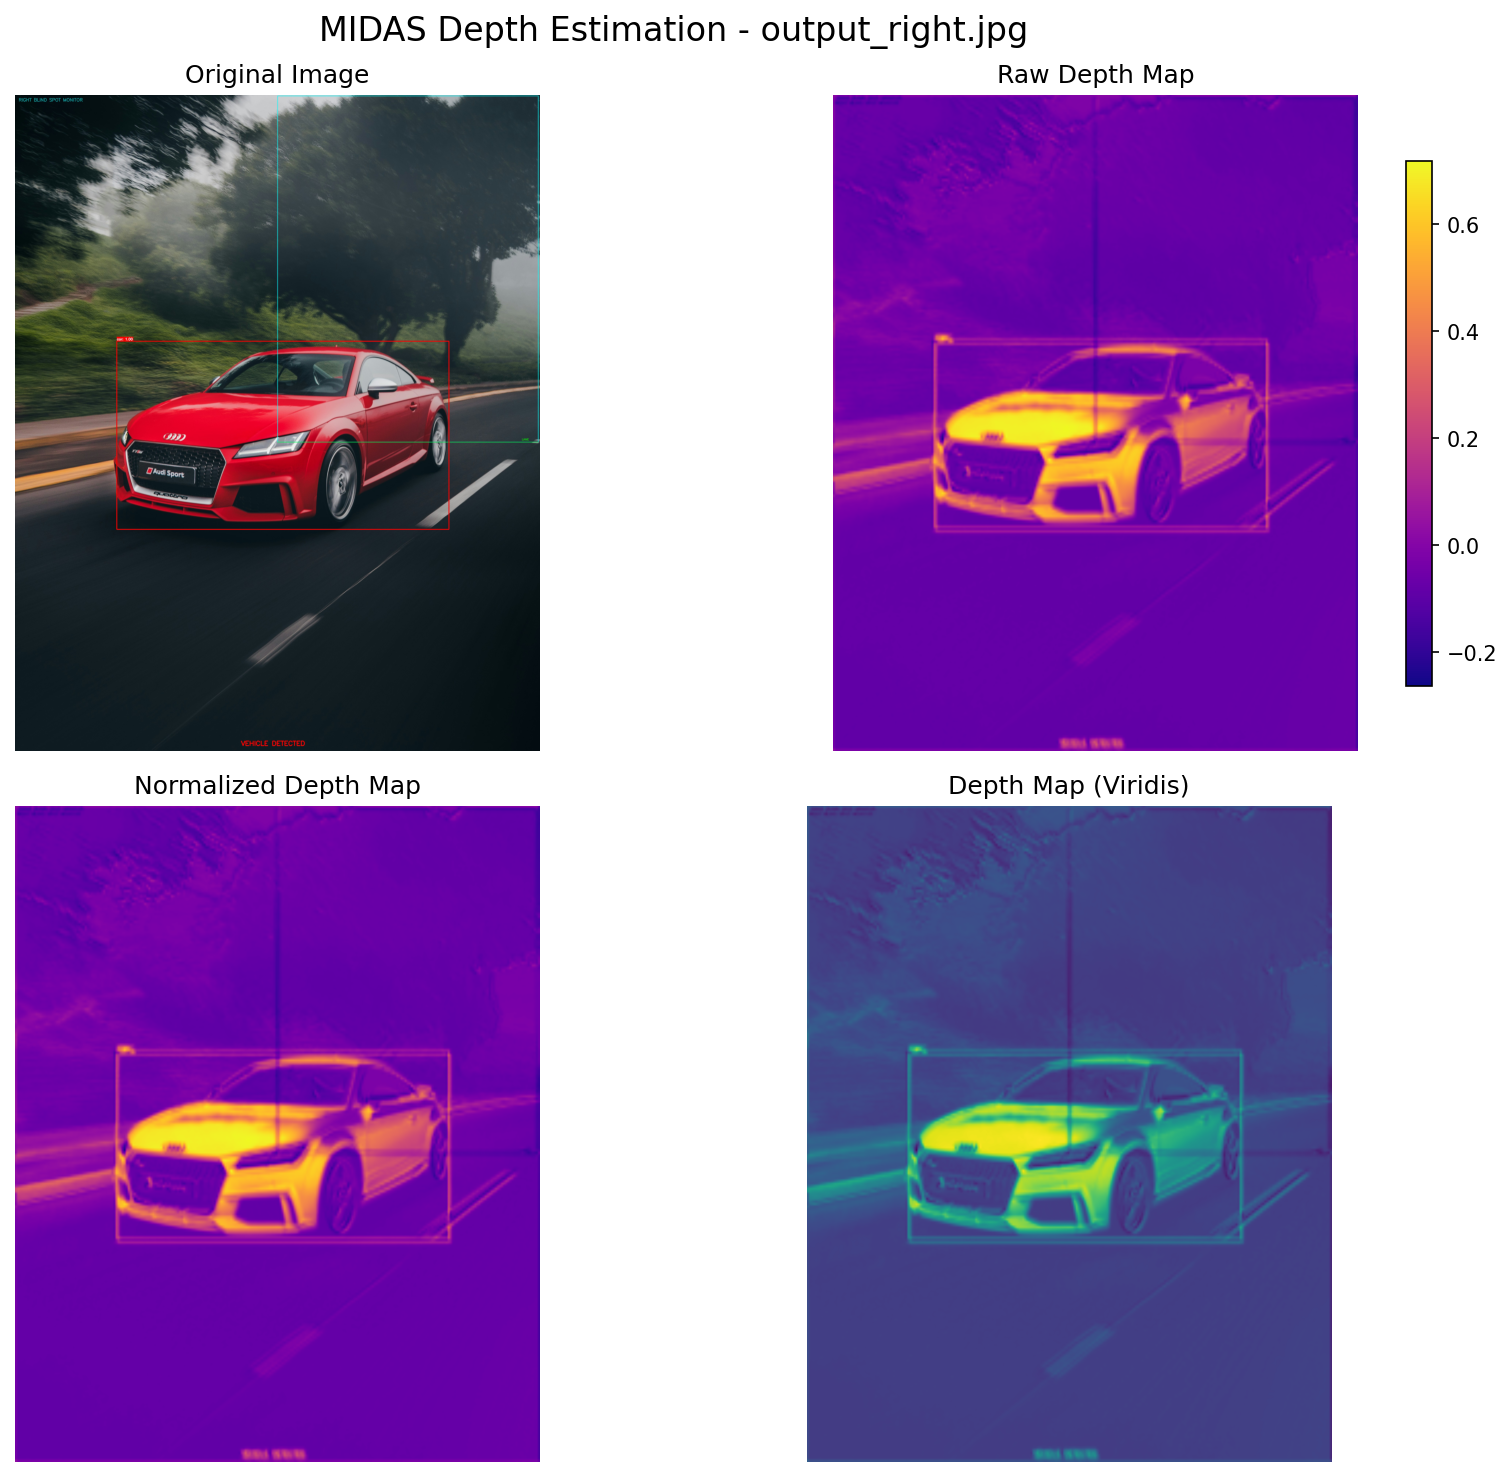 MIDAS Depth Estimation - output_right.jpg
Original Image
Raw Depth Map
RIGHT BLIND SPOT MONITOR
Audi Sport
quattro
VEHICLE DETECTED
0.6
0.4
0.2
0.0
−0.2
Normalized Depth Map
Depth Map (Viridis)